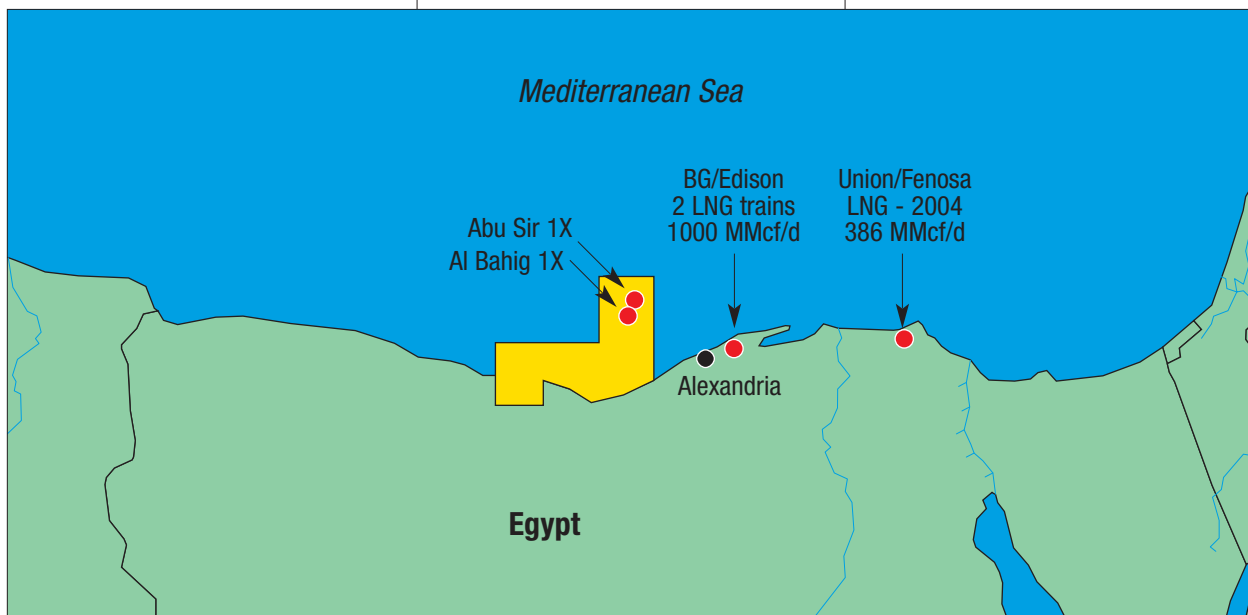 Mediterranean Sea
BG/Edison
2 LNG trains
1000 MMcf/d
Union/Fenosa
LNG - 2004
386 MMcf/d
Abu Sir 1X
Al Bahig 1X
Alexandria
Egypt